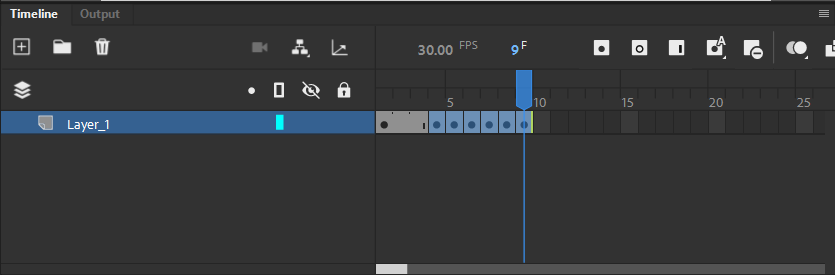 Timeline Output
30.00 FPS 9 F A
5 10 15 20 25
Layer_1